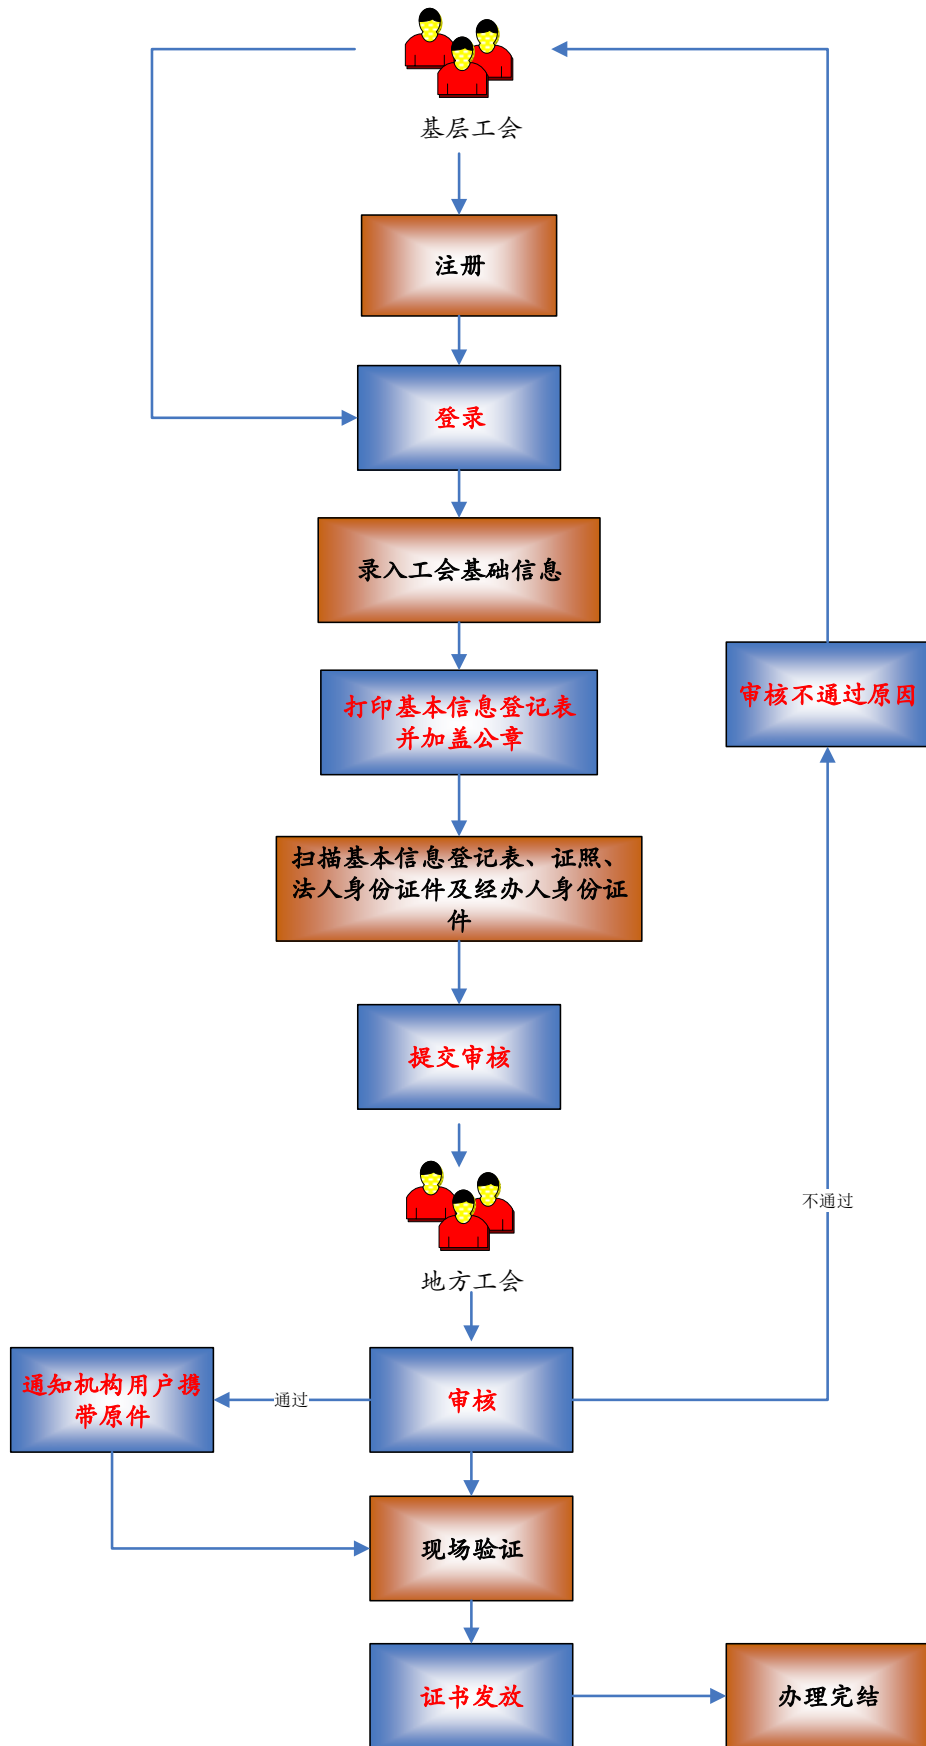 基层工会
注册
登录
录入工会基础信息
打印基本信息登记表
并加盖公章
审核不通过原因
扫描基本信息登记表、证照、
法人身份证件及经办人身份证
件
提交审核
不通过
地方工会
通知机构用户携
带原件
通过
审核
现场验证
证书发放
办理完结